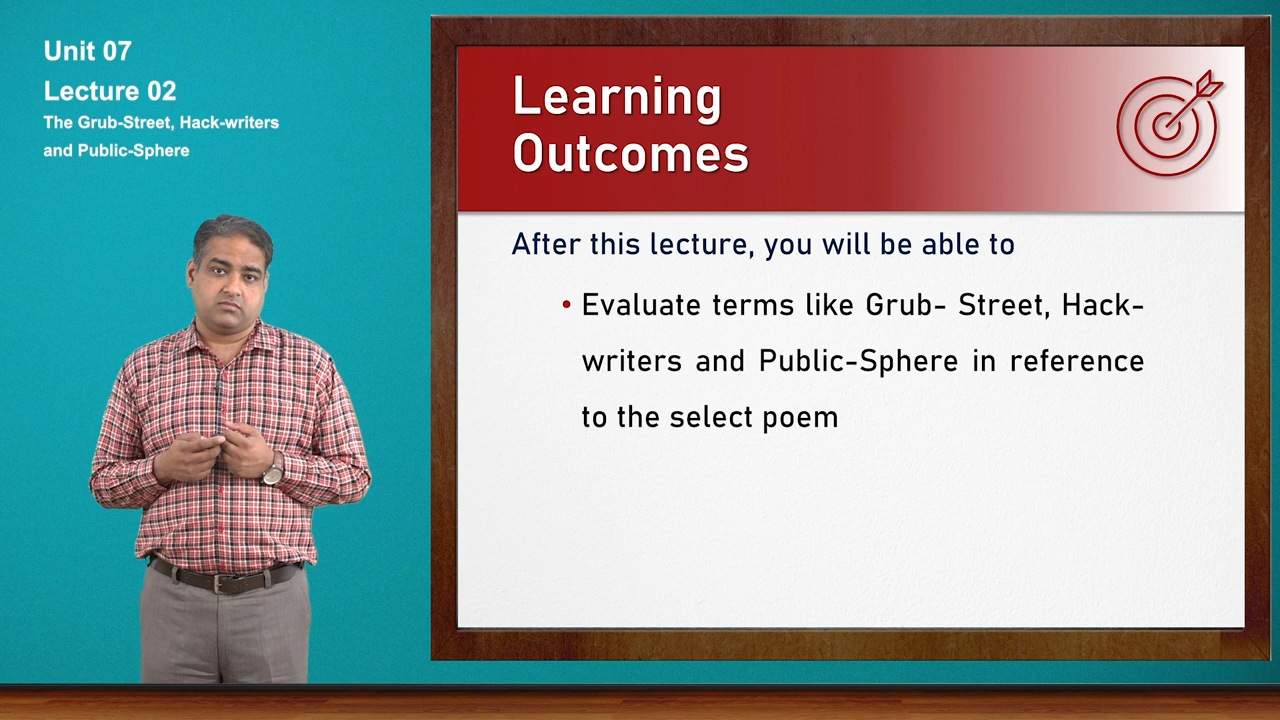 Unit 07
Lecture 02
The Grub-Street, Hack-writers
and Public-Sphere
Learning
Outcomes
After this lecture, you will be able to
• Evaluate terms like Grub- Street, Hack-
writers and Public-Sphere in reference
to the select poem